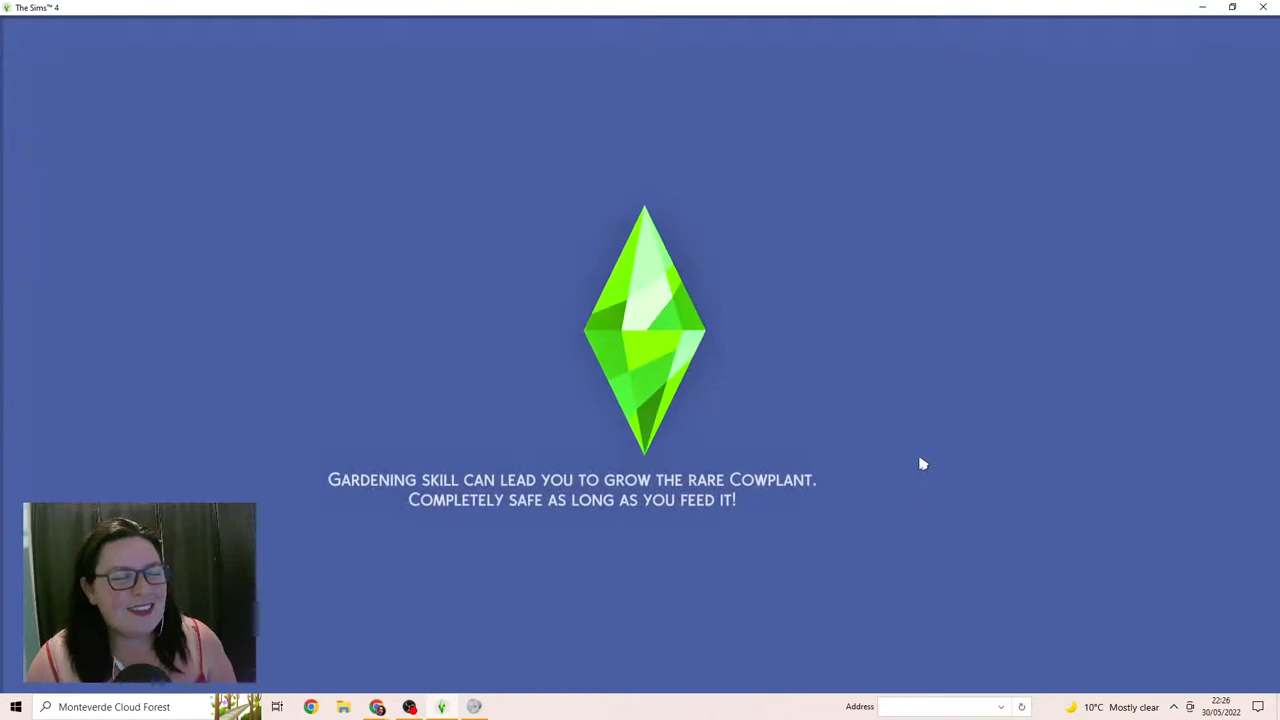 The Sims™ 4
GARDENING SKILL CAN LEAD YOU TO GROW THE RARE COWPLANT.
COMPLETELY SAFE AS LONG AS YOU FEED IT!
Monteverde Cloud Forest
Address
10°C Mostly clear
22:26
30/05/2022